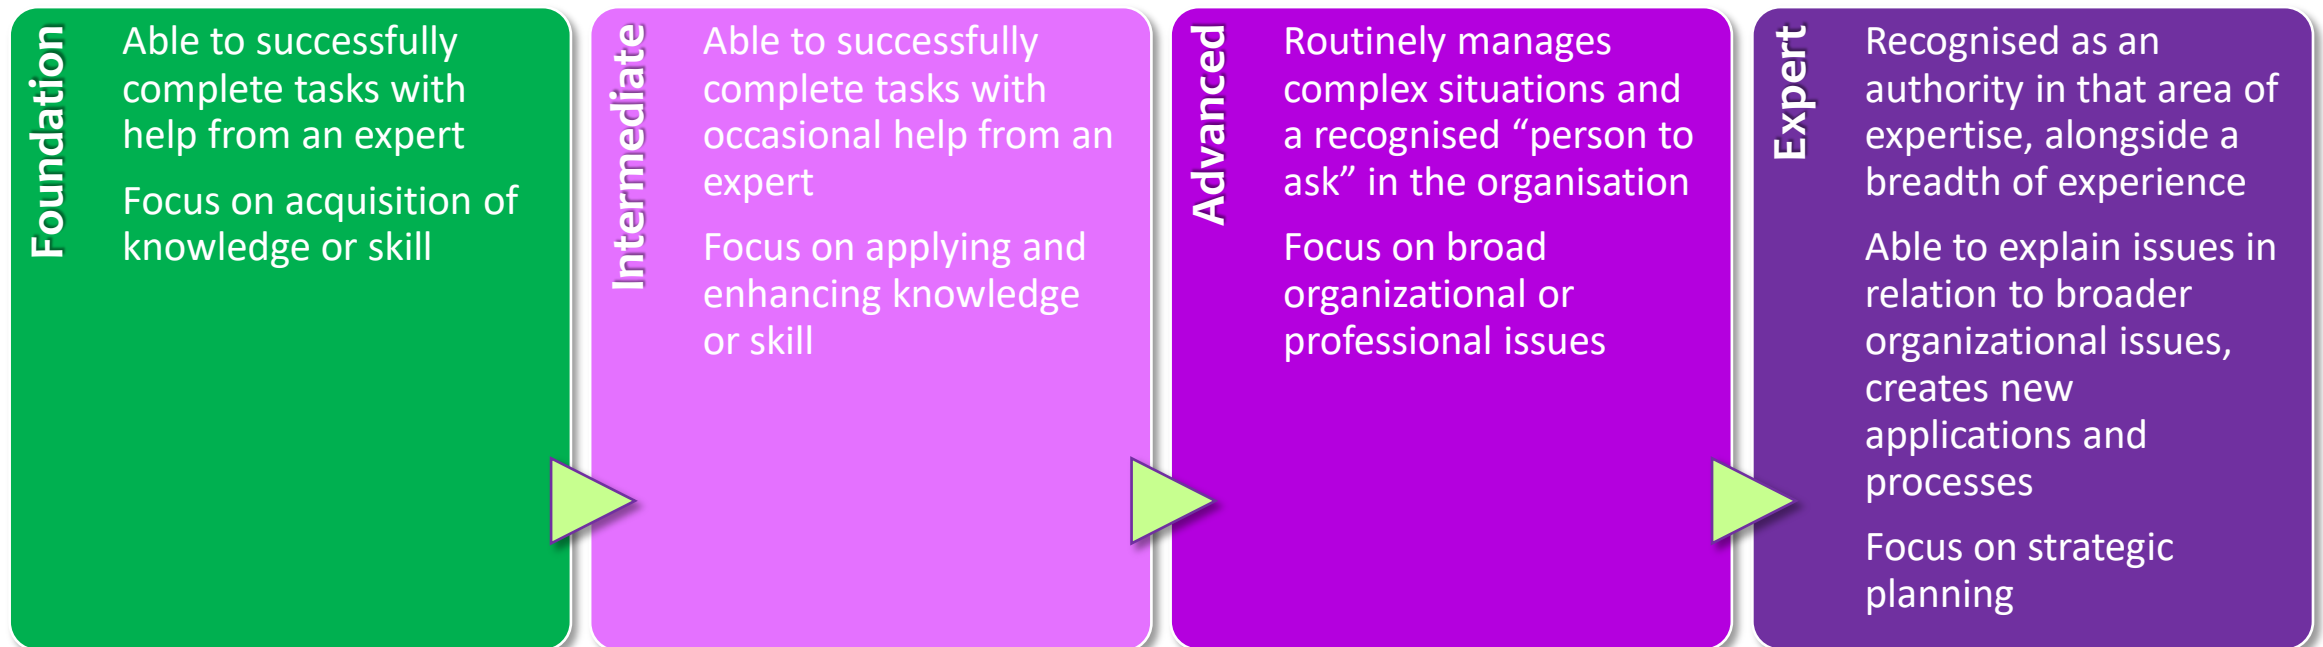 Foundation
Able to successfully
complete tasks with
help from an expert
Focus on acquisition of
knowledge or skill
Intermediate
Able to successfully
complete tasks with
occasional help from an
expert
Focus on applying and
enhancing knowledge
or skill
Advanced
Routinely manages
complex situations and
a recognised “person to
ask” in the organisation
Focus on broad
organizational or
professional issues
Expert
Recognised as an
authority in that area of
expertise, alongside a
breadth of experience
Able to explain issues in
relation to broader
organizational issues,
creates new
applications and
processes
Focus on strategic
planning